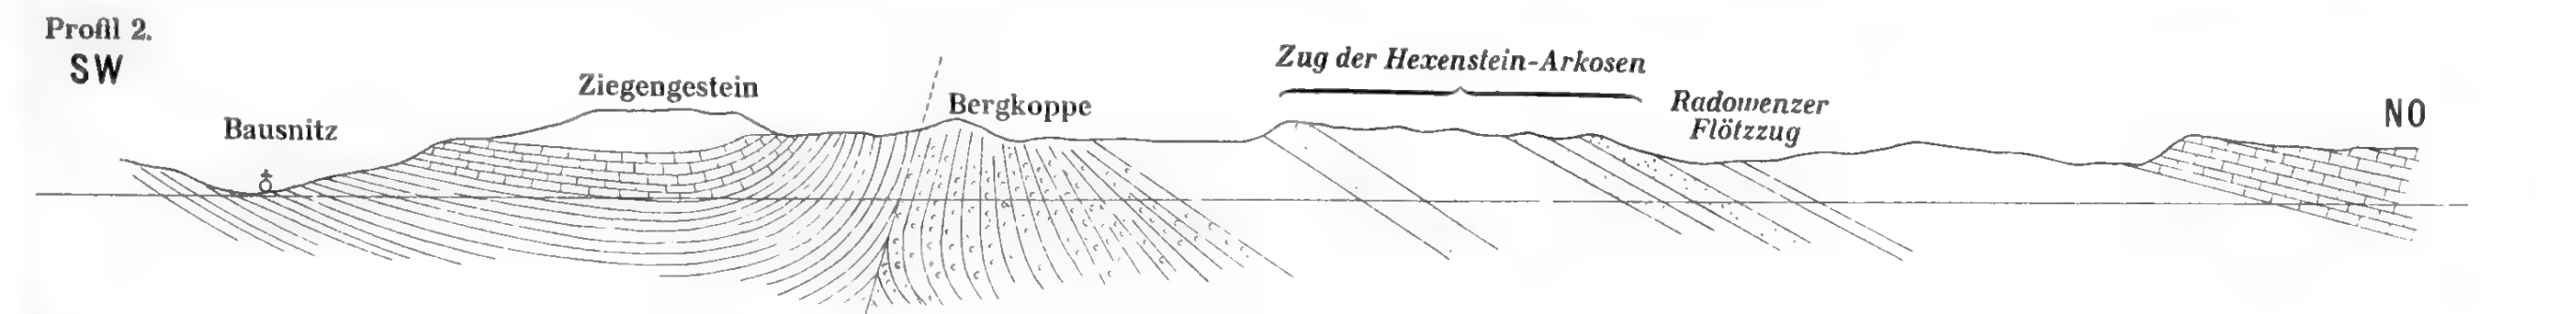 Profil 2.
SW
Bausnitz
Ziegengestein
Bergkoppe
Zug der Hexenstein-Arkosen
Radowenzer
Flötzzug
NO